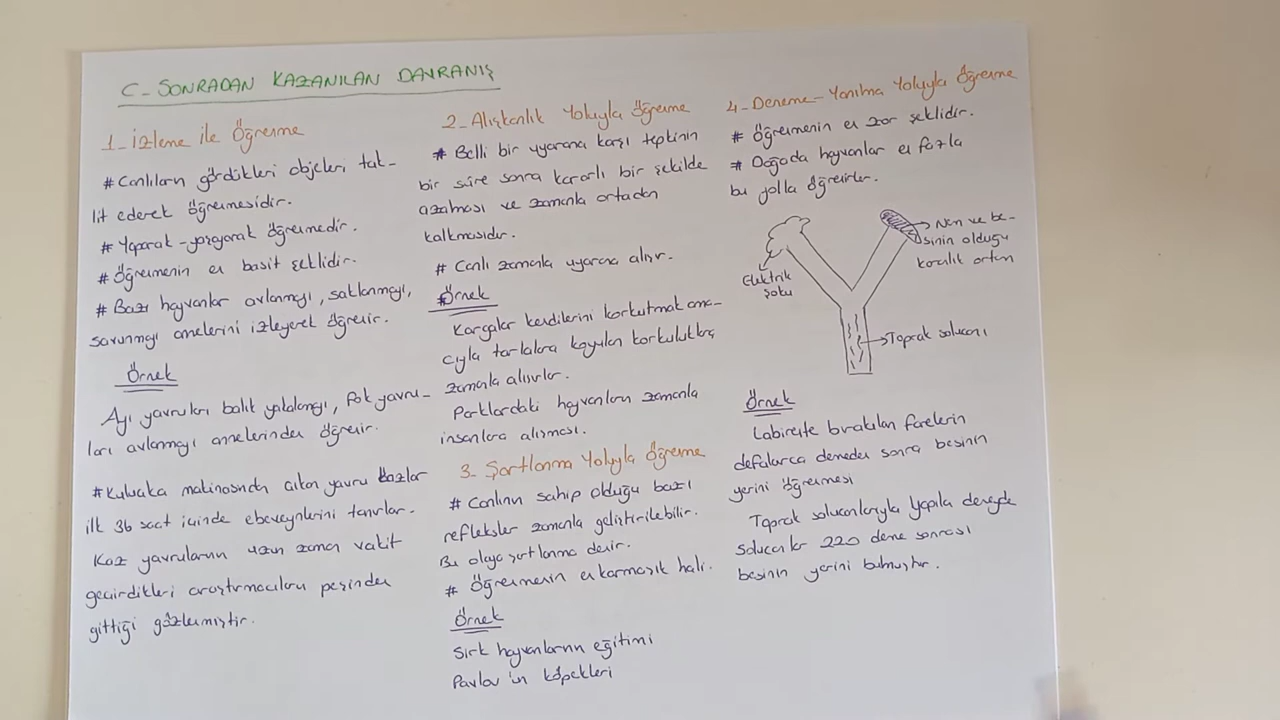 C- SONRADAN KAZANILAN DAVRANIŞ
1- İzleme ile Öğrenme
# Canlıların gördükleri objeleri tak-
lit ederek öğrenmesidir.
# Yaparak-yaşayarak öğrenmedir.
# Öğrenmenin en basit şeklidir.
# Bazı hayvanlar avlanmayı, saklanmayı,
savunmayı annelerini izleyerek öğrenir.
Örnek
Ayı yavruları balık yakalamayı, fok yavru-
ları avlanmayı annelerinden öğrenir.
# Kuluçka makinasından çıkan yavru kazlar
ilk 36 saat içinde ebeveynlerini tanırlar.
Kaz yavrularının uzun zaman vakit
geçirdikleri araştırmacıların peşinden
gittiği gözlenmiştir.
2- Alışkanlık Yoluyla Öğrenme
# Belli bir uyarana karşı tepkinin
bir süre sonra kararlı bir şekilde
azalması ve zamanla ortadan
kalkmasıdır.
# Canlı zamanla uyarana alışır.
Örnek
Kargalar kendilerini korkutmak ama-
cıyla tarlalara koyulan korkuluklara
zamanla alışırlar.
Parklardaki hayvanların zamanla
insanlara alışması.
3- Şartlanma Yoluyla Öğrenme
# Canlının sahip olduğu bazı
refleksler zamanla geliştirilebilir.
Bu olaya şartlanma denir.
# Öğrenmenin en karmaşık hali.
Örnek
Sirk hayvanlarının eğitimi
Pavlov'un köpekleri
4- Deneme-Yanılma Yoluyla Öğrenme
# Öğrenmenin en zor şeklidir.
# Doğada hayvanlar en fazla
bu yolla öğrenirler.
Elektrik
şoku
Nem ve be-
sinin olduğu
karanlık ortam
Toprak solucanı
Örnek
Labirente bırakılan farelerin
defalarca deneden sonra besinin
yerini öğrenmesi
Toprak solucanlarıyla yapılan deneyde
solucanlar 220 dene sonrası
besinin yerini bulmuştur.